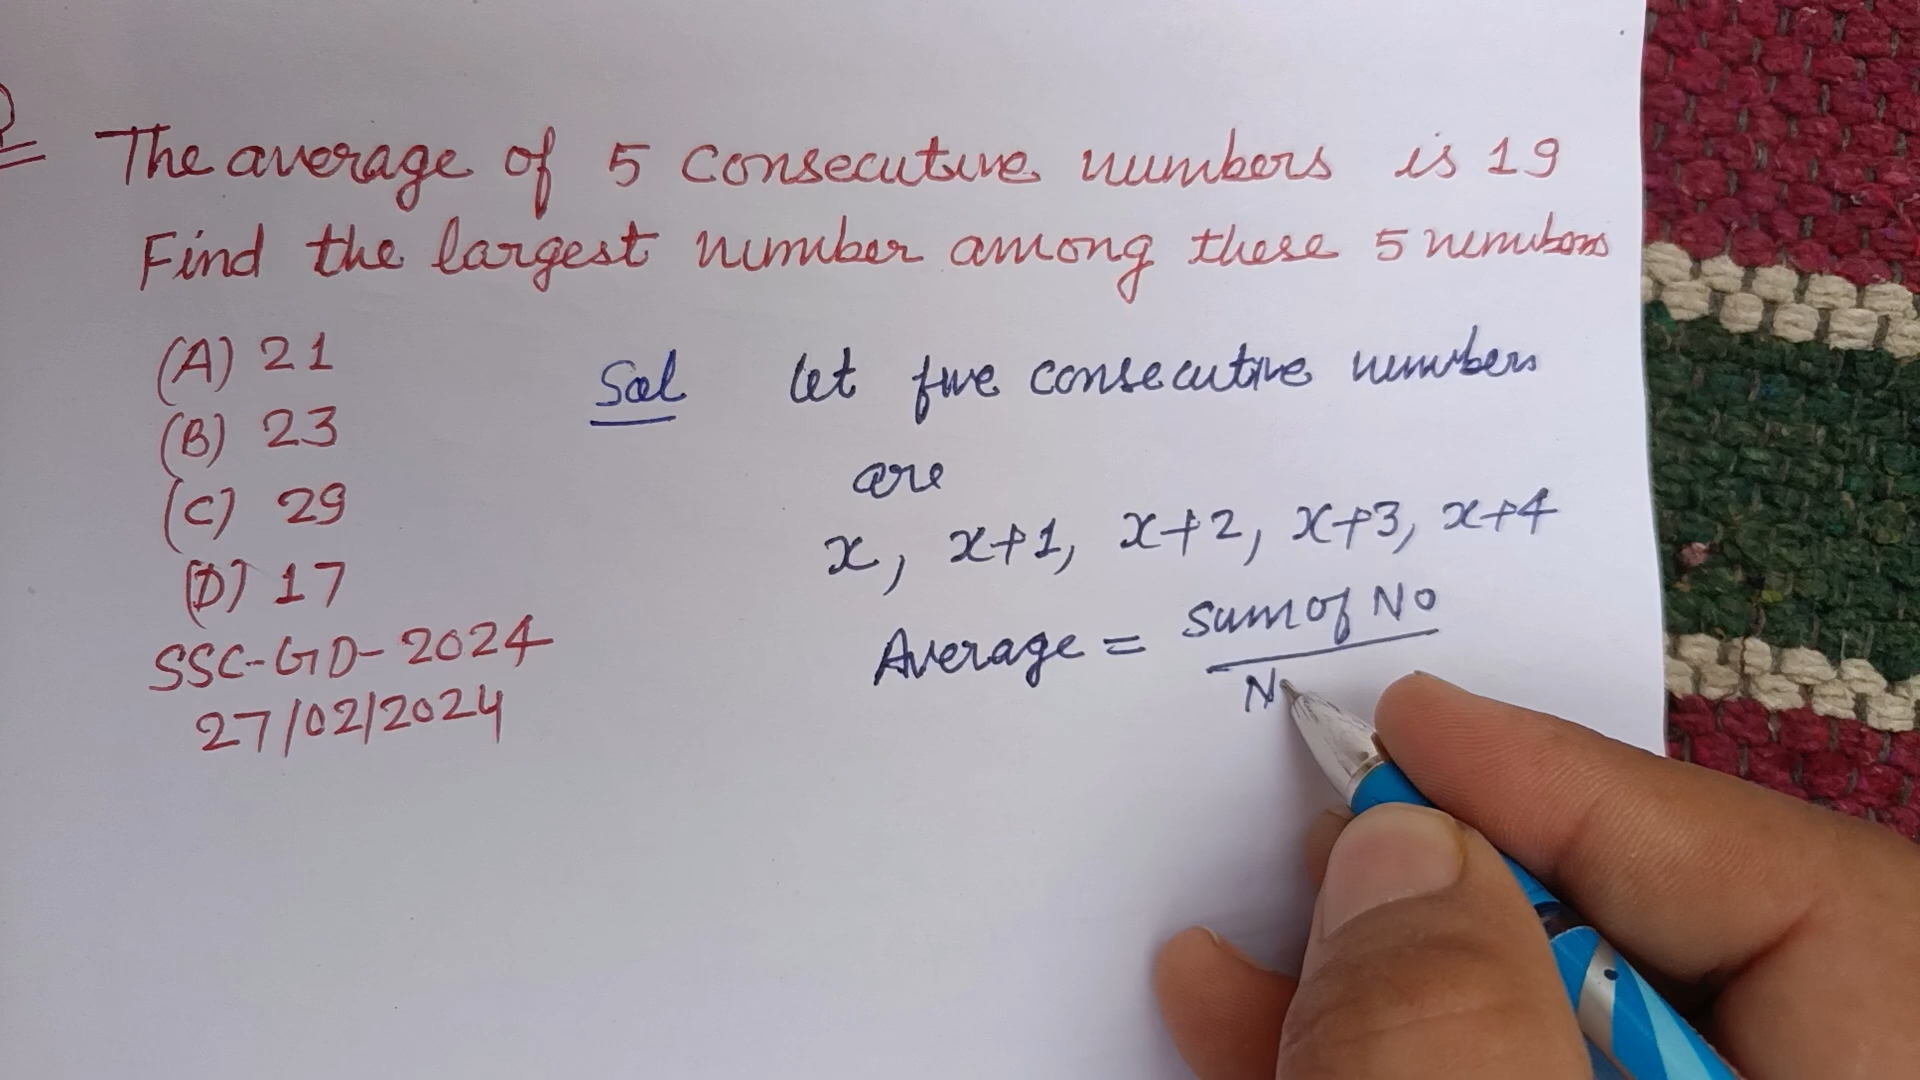 The average of 5 consecutive numbers is 19
Find the largest number among these 5 numbers
(A) 21
(B) 23
(C) 29
(D) 17
SSC-GD-2024
27/02/2024
Sol let five consecutive numbers
are
x, x+1, x+2, x+3, x+4
Average = sum of No
N